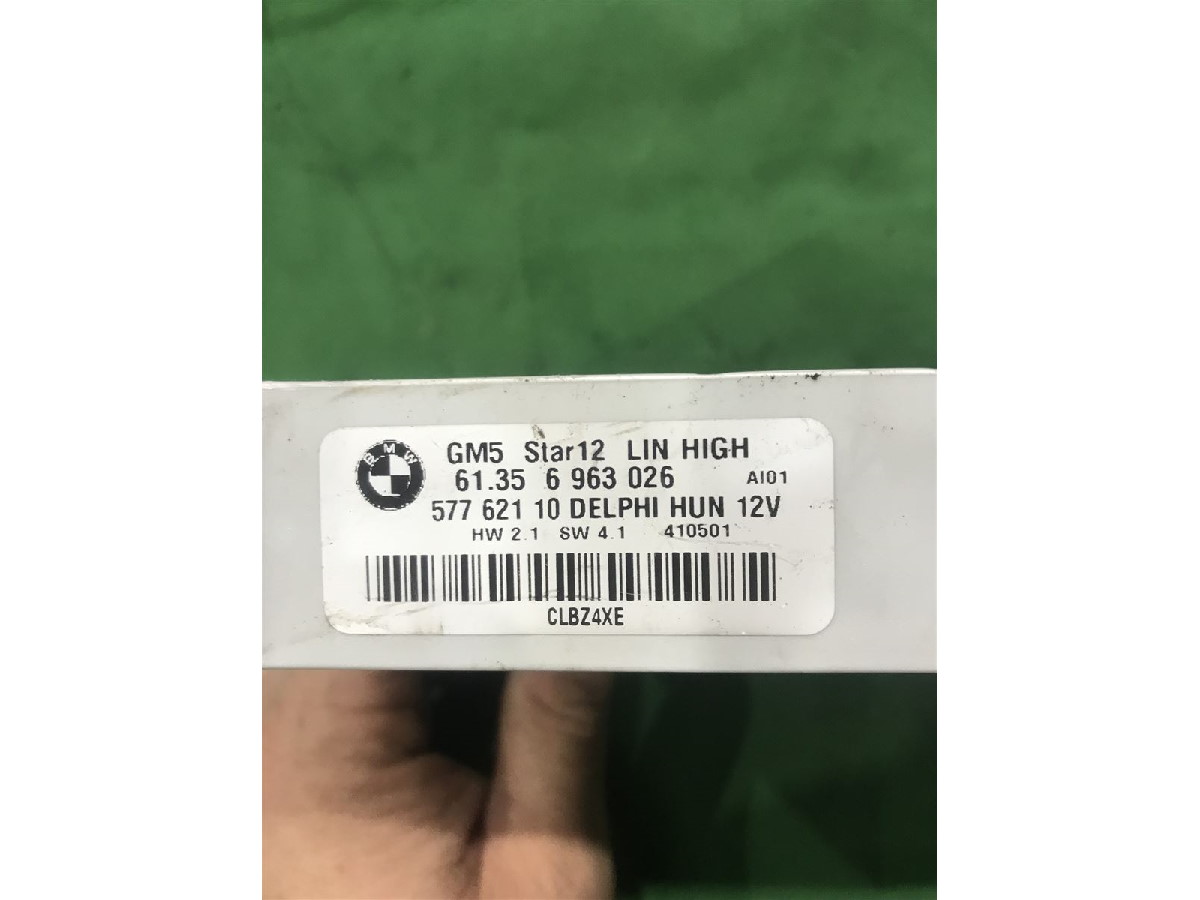 BMW
GM5 Star12 LIN HIGH
61.35 6 963 026 AI01
577 621 10 DELPHI HUN 12V
HW 2.1 SW 4.1 410501
CLBZ4XE